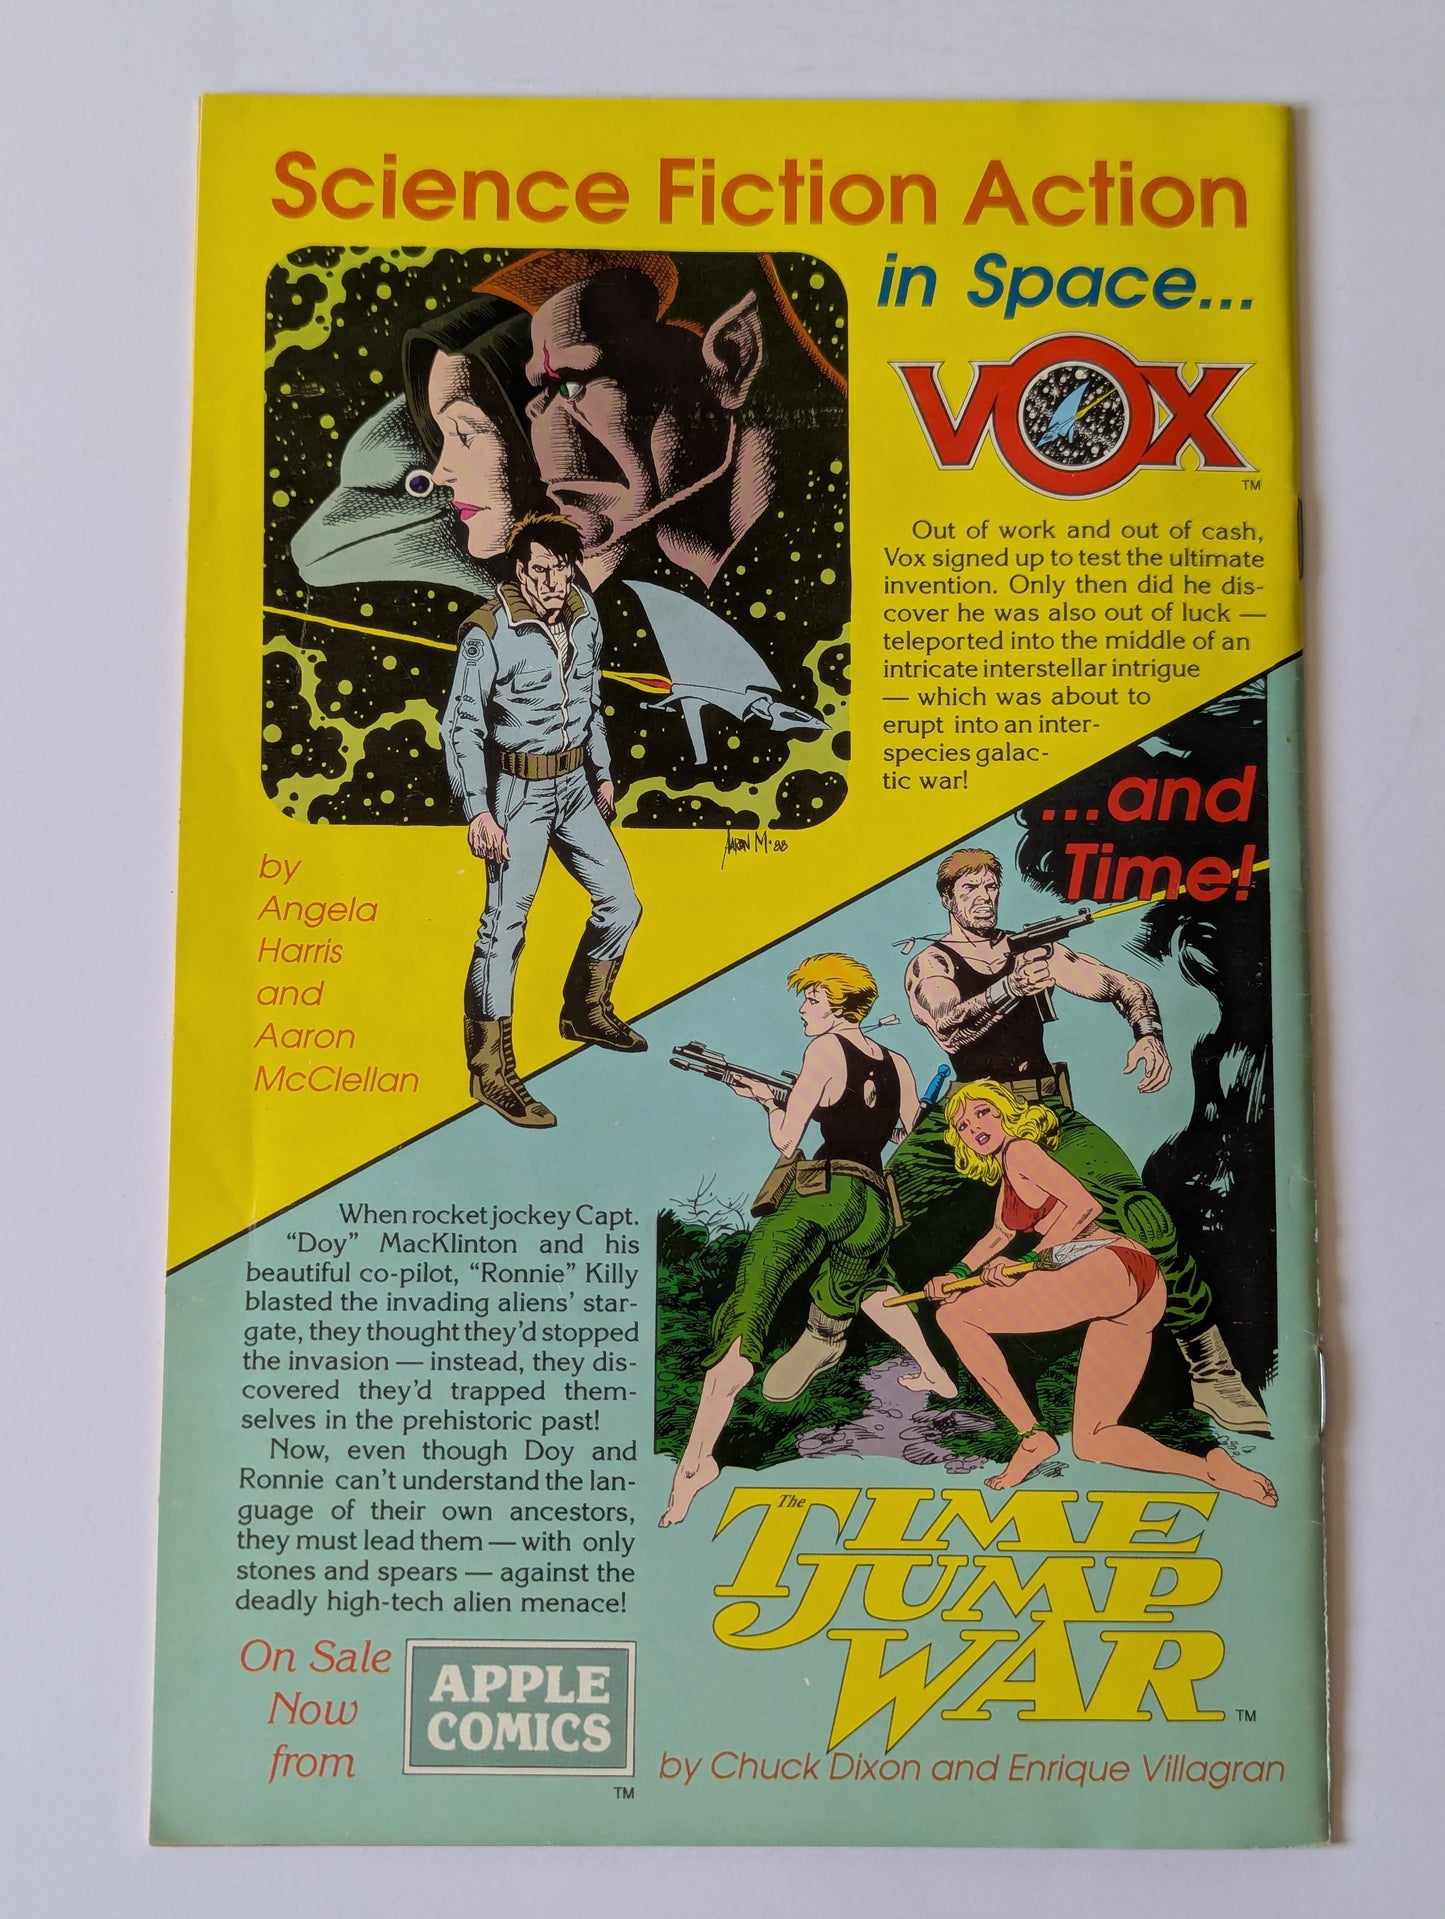 Science Fiction Action
in Space...
VOX
TM
Out of work and out of cash,
Vox signed up to test the ultimate
invention. Only then did he dis-
cover he was also out of luck —
teleported into the middle of an
intricate interstellar intrigue
— which was about to
erupt into an inter-
species galac-
tic war!
AARON M. 88
by
Angela
Harris
and
Aaron
McClellan
...and
Time!
When rocket jockey Capt.
“Doy” MacKlinton and his
beautiful co-pilot, “Ronnie” Killy
blasted the invading aliens’ star-
gate, they thought they’d stopped
the invasion — instead, they dis-
covered they’d trapped them-
selves in the prehistoric past!
Now, even though Doy and
Ronnie can’t understand the lan-
guage of their own ancestors,
they must lead them — with only
stones and spears — against the
deadly high-tech alien menace!
On Sale
Now
from
APPLE
COMICS
TM
The TIME
JUMP
WAR
TM
by Chuck Dixon and Enrique Villagran